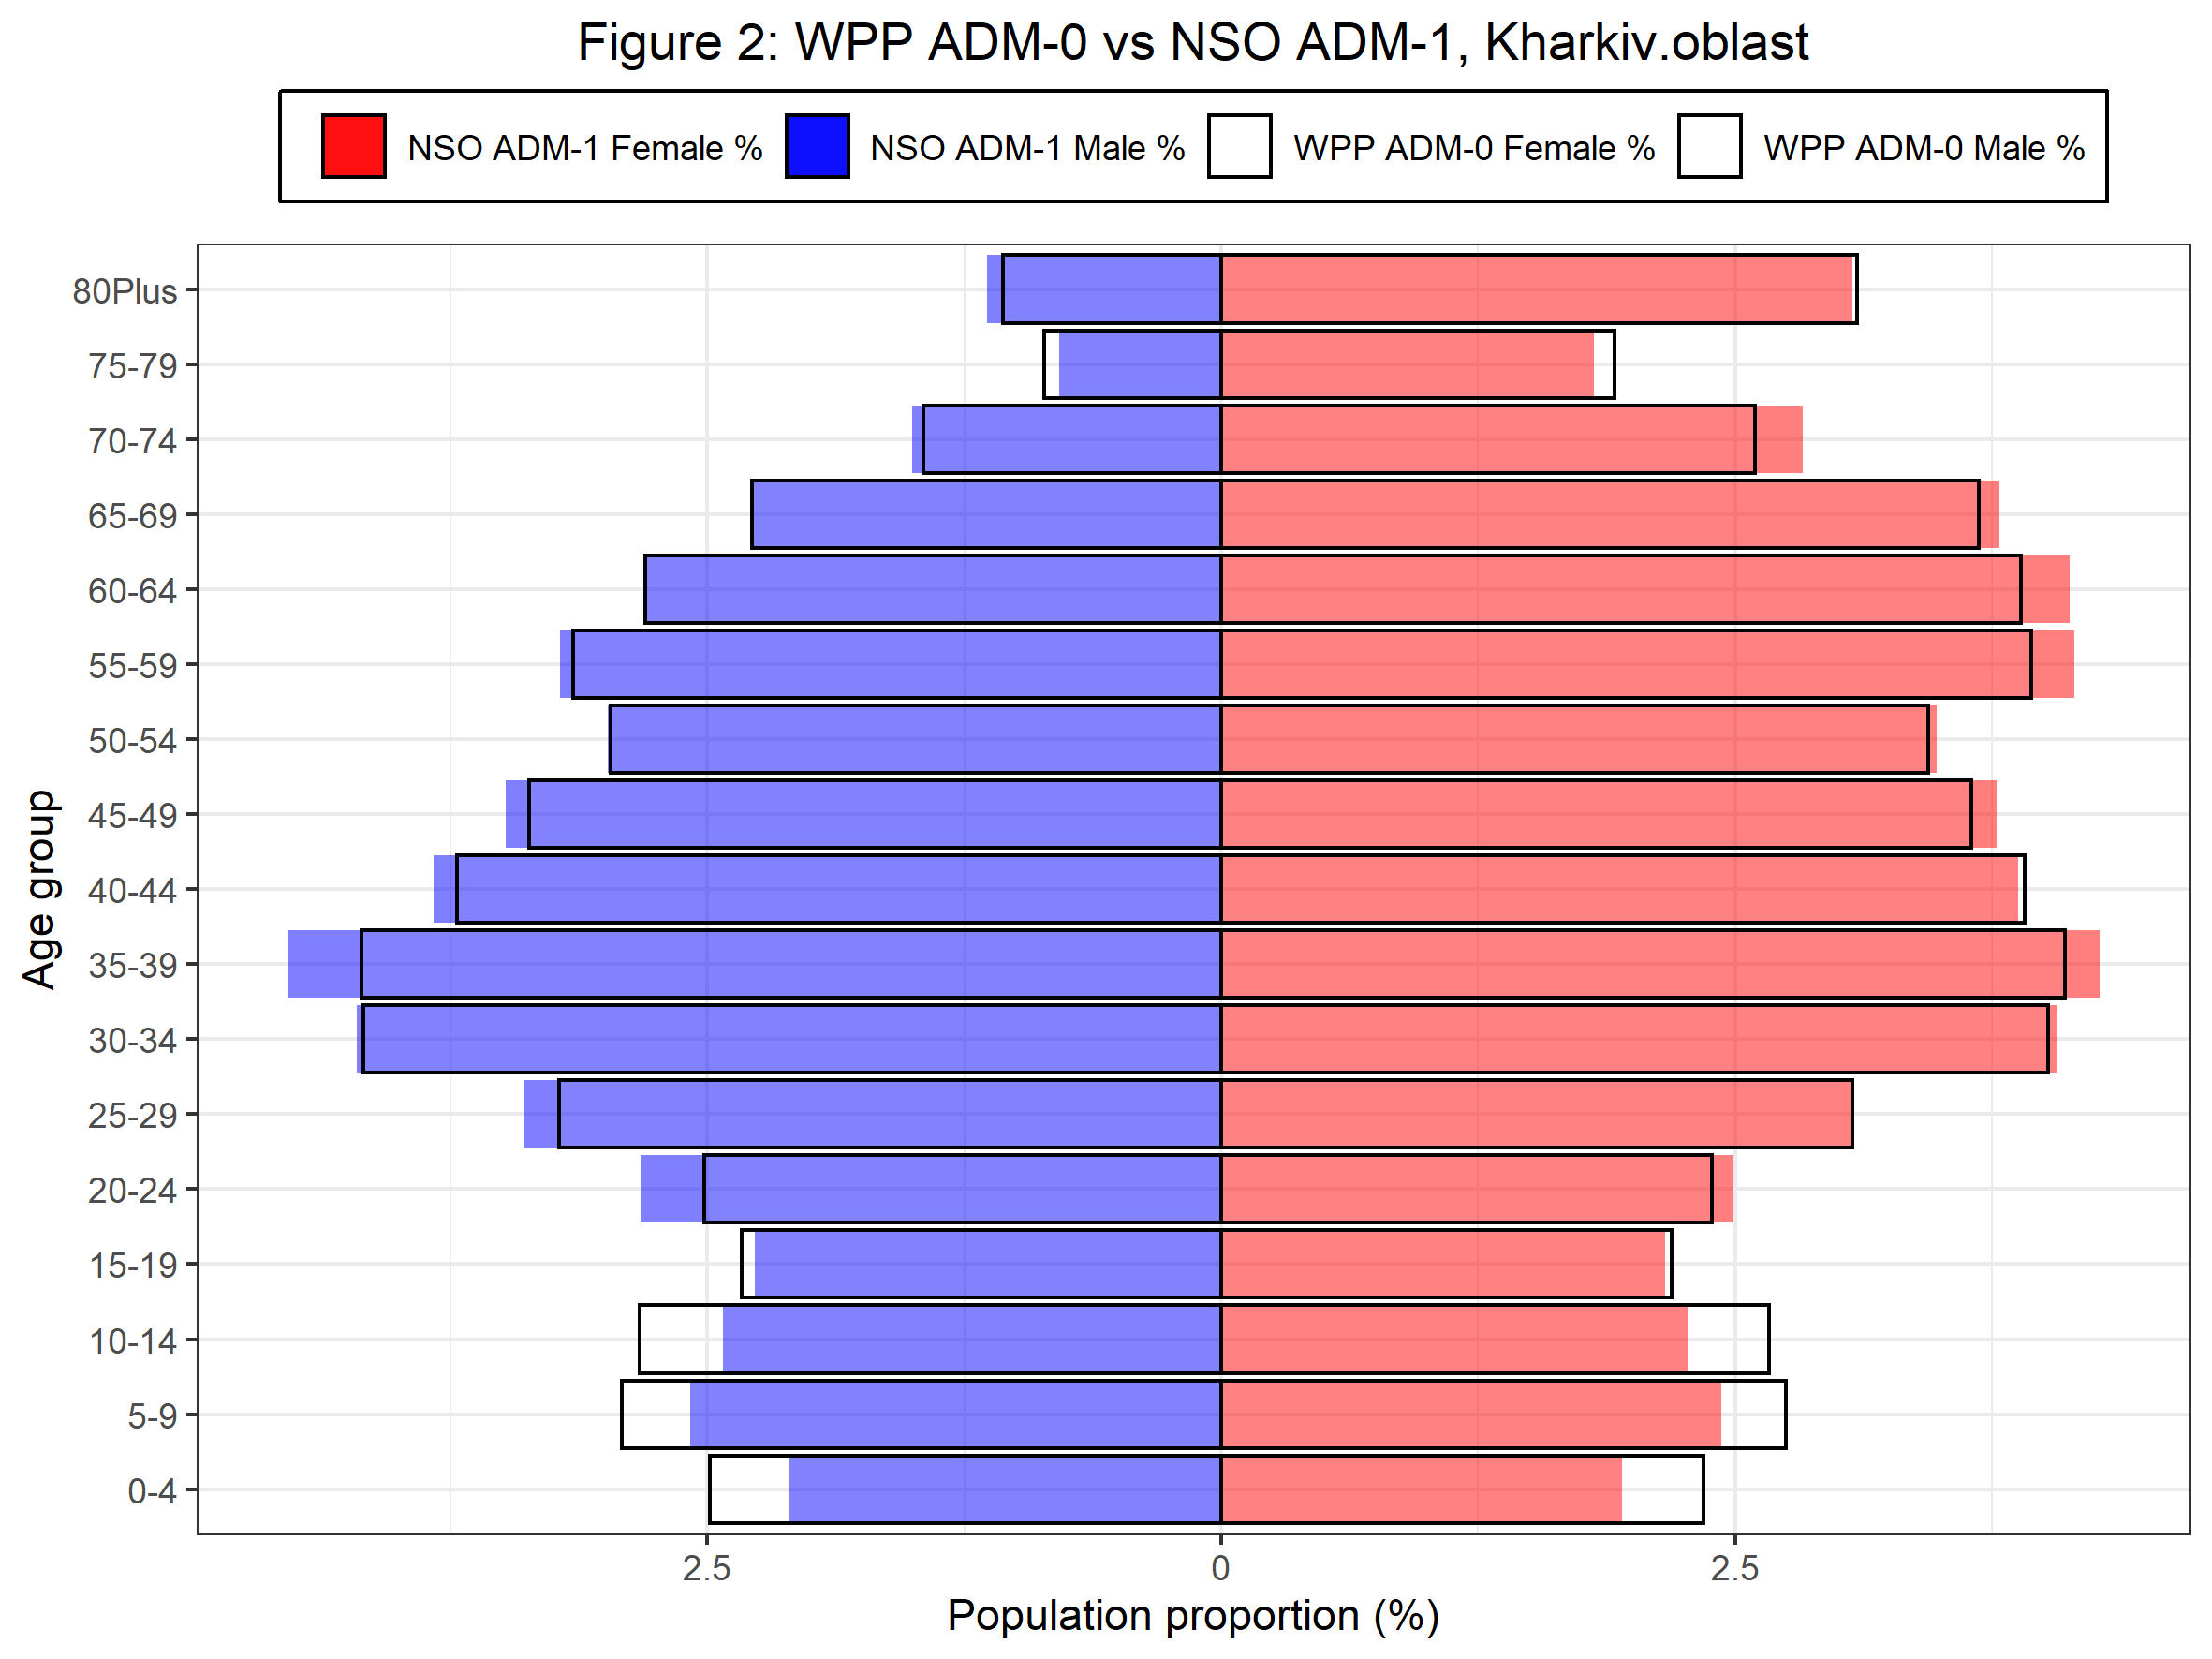 Figure 2: WPP ADM-0 vs NSO ADM-1, Kharkiv.oblast
NSO ADM-1 Female % NSO ADM-1 Male % WPP ADM-0 Female % WPP ADM-0 Male %
Age group
80Plus
75-79
70-74
65-69
60-64
55-59
50-54
45-49
40-44
35-39
30-34
25-29
20-24
15-19
10-14
5-9
0-4
2.5 0 2.5
Population proportion (%)